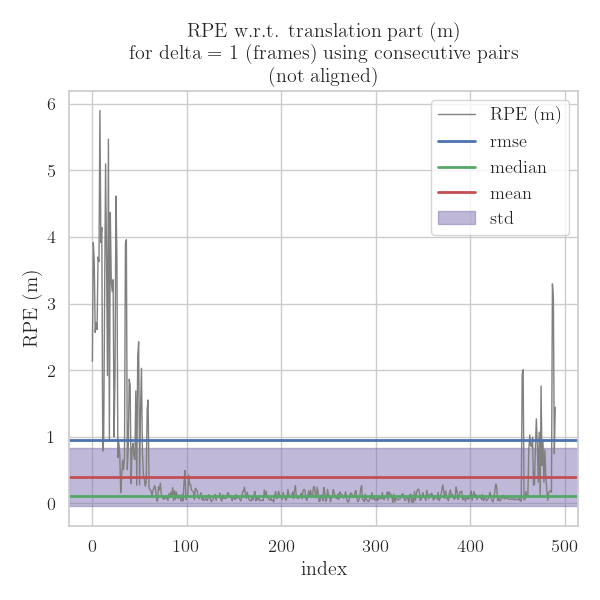 RPE w.r.t. translation part (m)
for delta = 1 (frames) using consecutive pairs
(not aligned)
RPE (m)
rmse
median
mean
std
RPE (m)
6
5
4
3
2
1
0
0 100 200 300 400 500
index